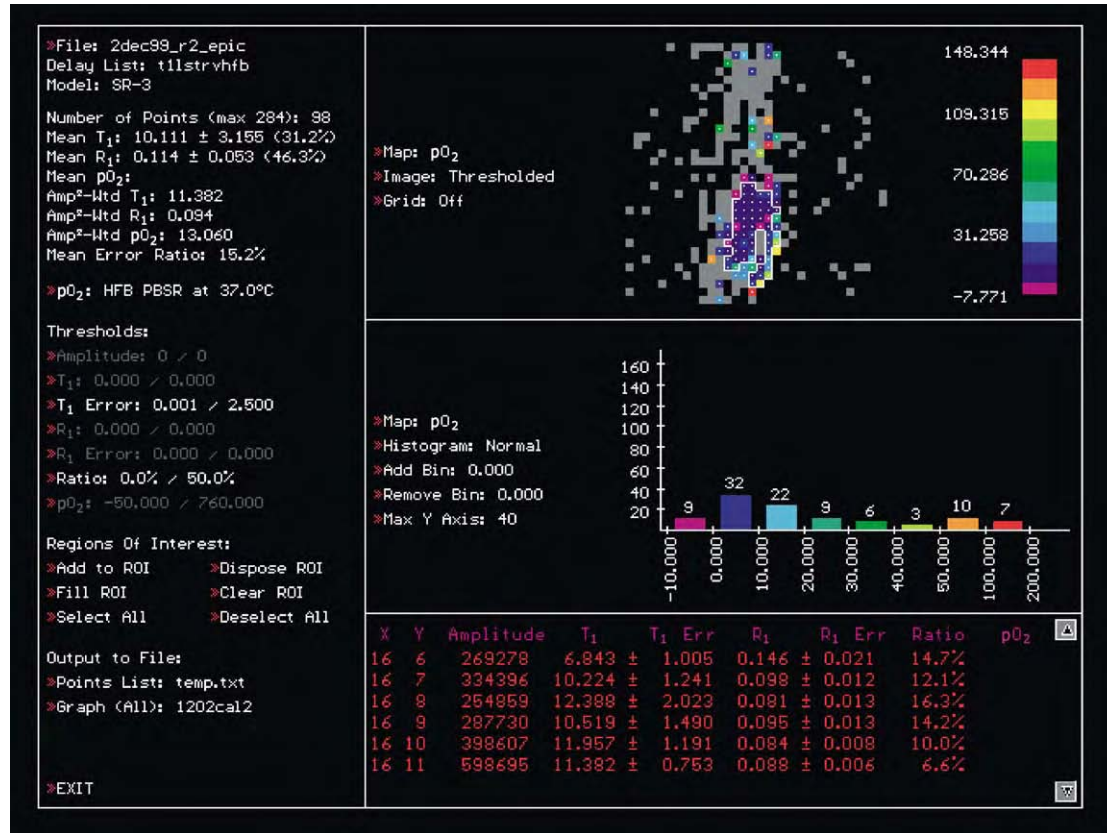 »File: 2dec99_r2_epic
Delay List: t1lstrvhfb
Model: SR-3
Number of Points (max 284): 98
Mean T₁: 10.111 ± 3.155 (31.2%)
Mean R₁: 0.114 ± 0.053 (46.3%)
Mean pO₂:
Amp²-Wtd T₁: 11.382
Amp²-Wtd R₁: 0.094
Amp²-Wtd pO₂: 13.060
Mean Error Ratio: 15.2%
»pO₂: HFB PBSR at 37.0ºC
Thresholds:
»Amplitude: 0 / 0
»T₁: 0.000 / 0.000
»T₁ Error: 0.001 / 2.500
»R₁: 0.000 / 0.000
»R₁ Error: 0.000 / 0.000
»Ratio: 0.0% / 50.0%
»pO₂: -50.000 / 760.000
Regions Of Interest:
»Add to ROI »Dispose ROI
»Fill ROI »Clear ROI
»Select All »Deselect All
Output to File:
»Points List: temp.txt
»Graph (All): 1202cal2
»EXIT
»Map: pO₂
»Image: Thresholded
»Grid: Off
148.344
109.315
70.286
31.258
-7.771
»Map: pO₂
»Histogram: Normal
»Add Bin: 0.000
»Remove Bin: 0.000
»Max Y Axis: 40
160
140
120
100
80
60
40
20
9 32 22 9 6 3 10 7
-10.000 0.000 10.000 20.000 30.000 40.000 50.000 100.000 200.000
X Y Amplitude T₁ T₁ Err R₁ R₁ Err Ratio pO₂
16 6 269278 6.843 ± 1.005 0.146 ± 0.021 14.7%
16 7 334396 10.224 ± 1.241 0.098 ± 0.012 12.1%
16 8 254859 12.388 ± 2.023 0.081 ± 0.013 16.3%
16 9 287730 10.519 ± 1.490 0.095 ± 0.013 14.2%
16 10 398607 11.957 ± 1.191 0.084 ± 0.008 10.0%
16 11 598695 11.382 ± 0.753 0.088 ± 0.006 6.6%